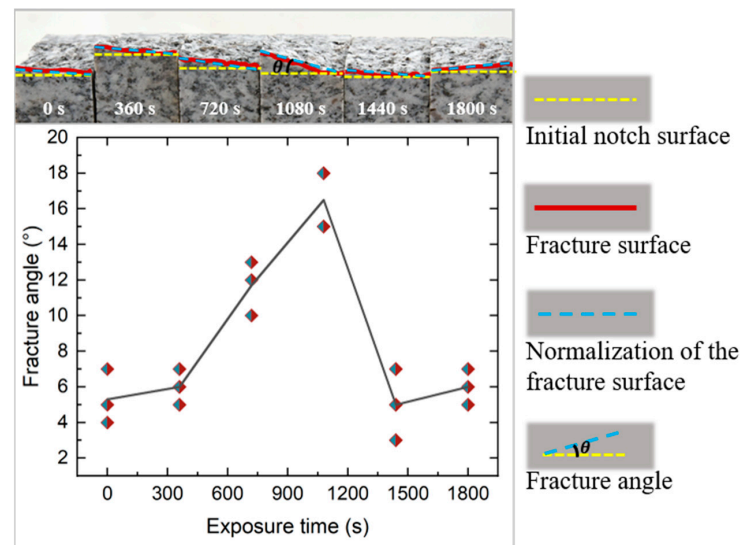 θ
0 s 360 s 720 s 1080 s 1440 s 1800 s
20
18
16
14
12
10
8
6
4
2
Fracture angle (°)
0 300 600 900 1200 1500 1800
Exposure time (s)
Initial notch surface
Fracture surface
Normalization of the
fracture surface
θ
Fracture angle